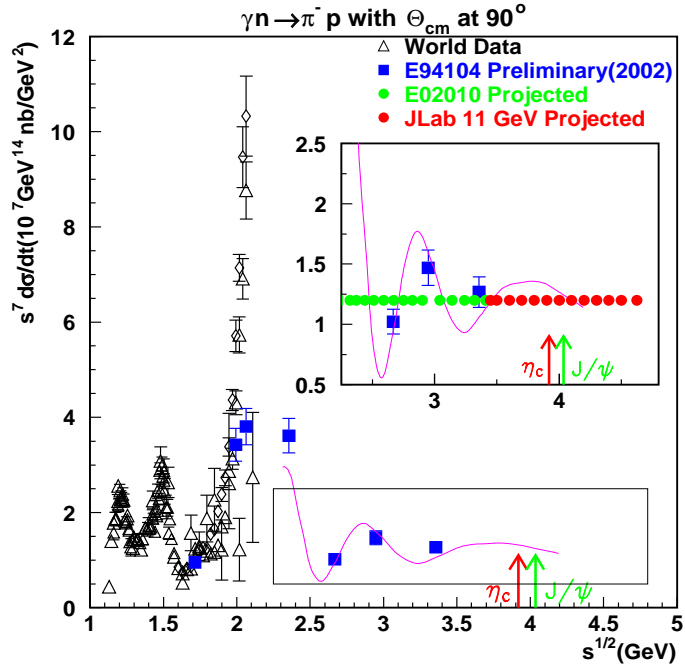 γn→π⁻p with Θcm at 90°
World Data
E94104 Preliminary(2002)
E02010 Projected
JLab 11 GeV Projected
s⁷ dσ/dt(10⁷GeV¹⁴ nb/GeV²)
12
10
8
6
4
2
0
2.5
2
1.5
1
0.5
3
4
ηc
J/ψ
ηc
J/ψ
1
1.5
2
2.5
3
3.5
4
4.5
5
s^1/2(GeV)